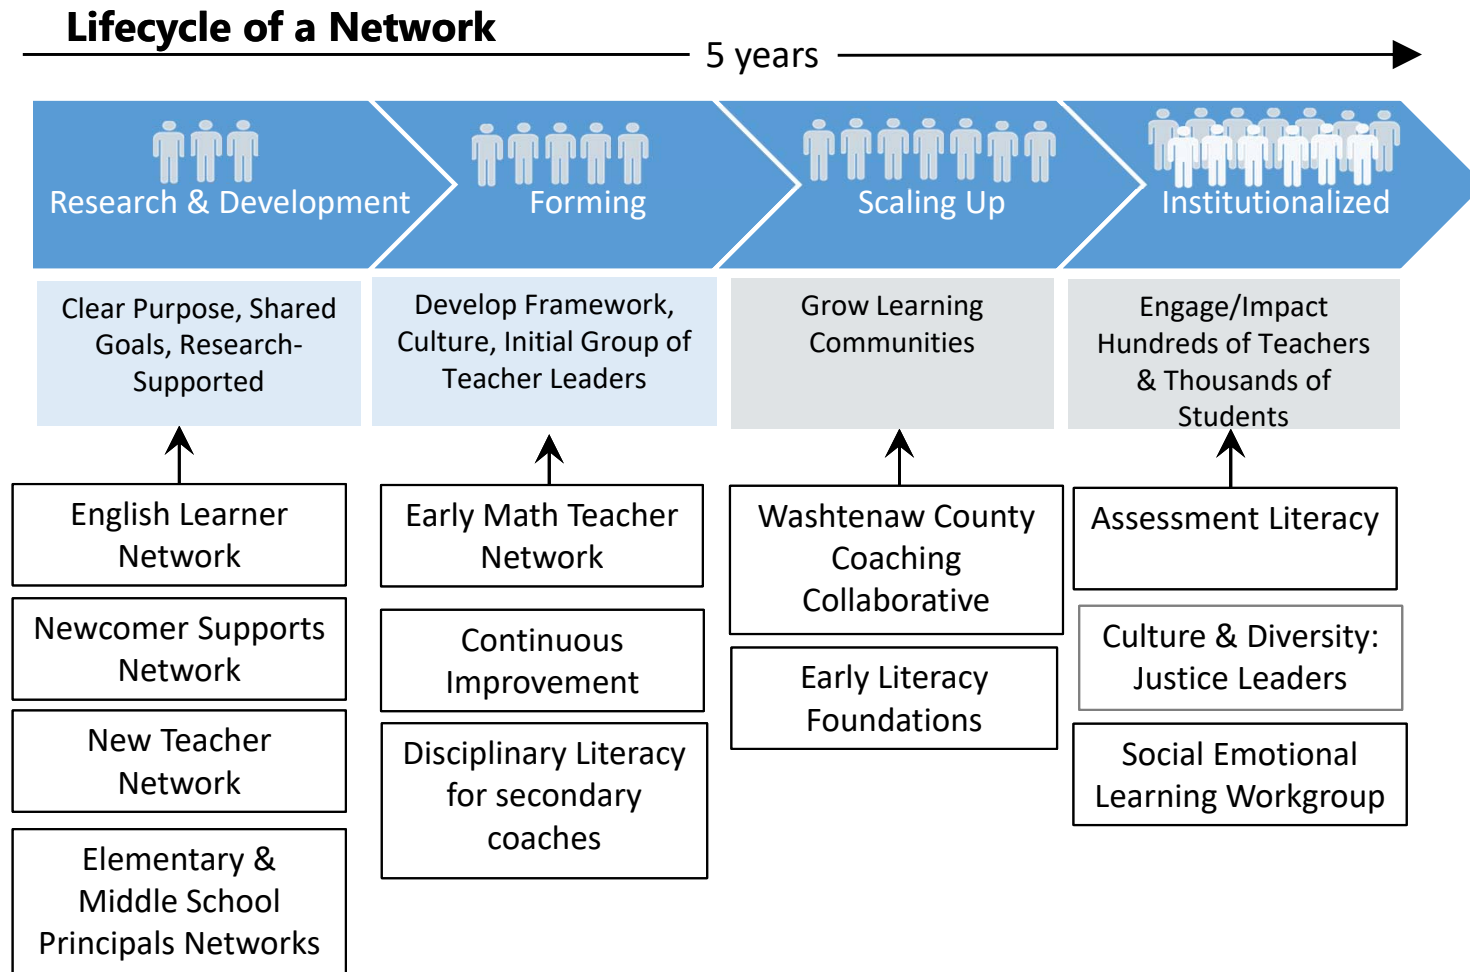 Lifecycle of a Network
5 years
Research & Development
Forming
Scaling Up
Institutionalized
Clear Purpose, Shared
Goals, Research-
Supported
Develop Framework,
Culture, Initial Group of
Teacher Leaders
Grow Learning
Communities
Engage/Impact
Hundreds of Teachers
& Thousands of
Students
English Learner
Network
Newcomer Supports
Network
New Teacher
Network
Elementary &
Middle School
Principals Networks
Early Math Teacher
Network
Continuous
Improvement
Disciplinary Literacy
for secondary
coaches
Washtenaw County
Coaching
Collaborative
Early Literacy
Foundations
Assessment Literacy
Culture & Diversity:
Justice Leaders
Social Emotional
Learning Workgroup